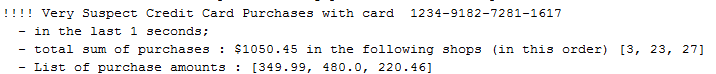 !!!! Very Suspect Credit Card Purchases with card  1234-9182-7281-1617
- in the last 1 seconds;
- total sum of purchases : $1050.45 in the following shops (in this order) [3, 23, 27]
- List of purchase amounts : [349.99, 480.0, 220.46]